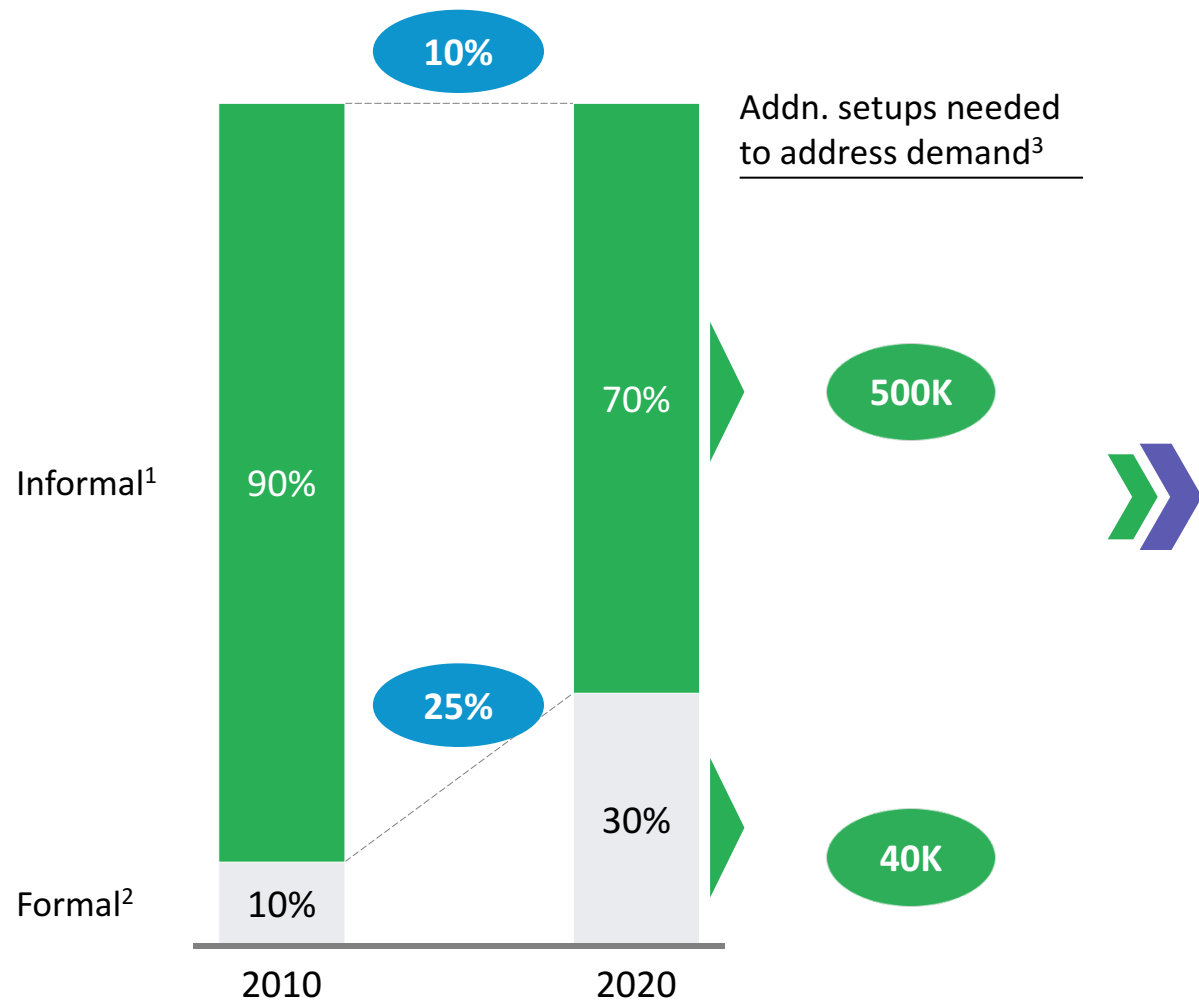 10%
Addn. setups needed
to address demand³
500K
70%
Informal¹
90%
25%
30%
40K
Formal²
10%
2010
2020